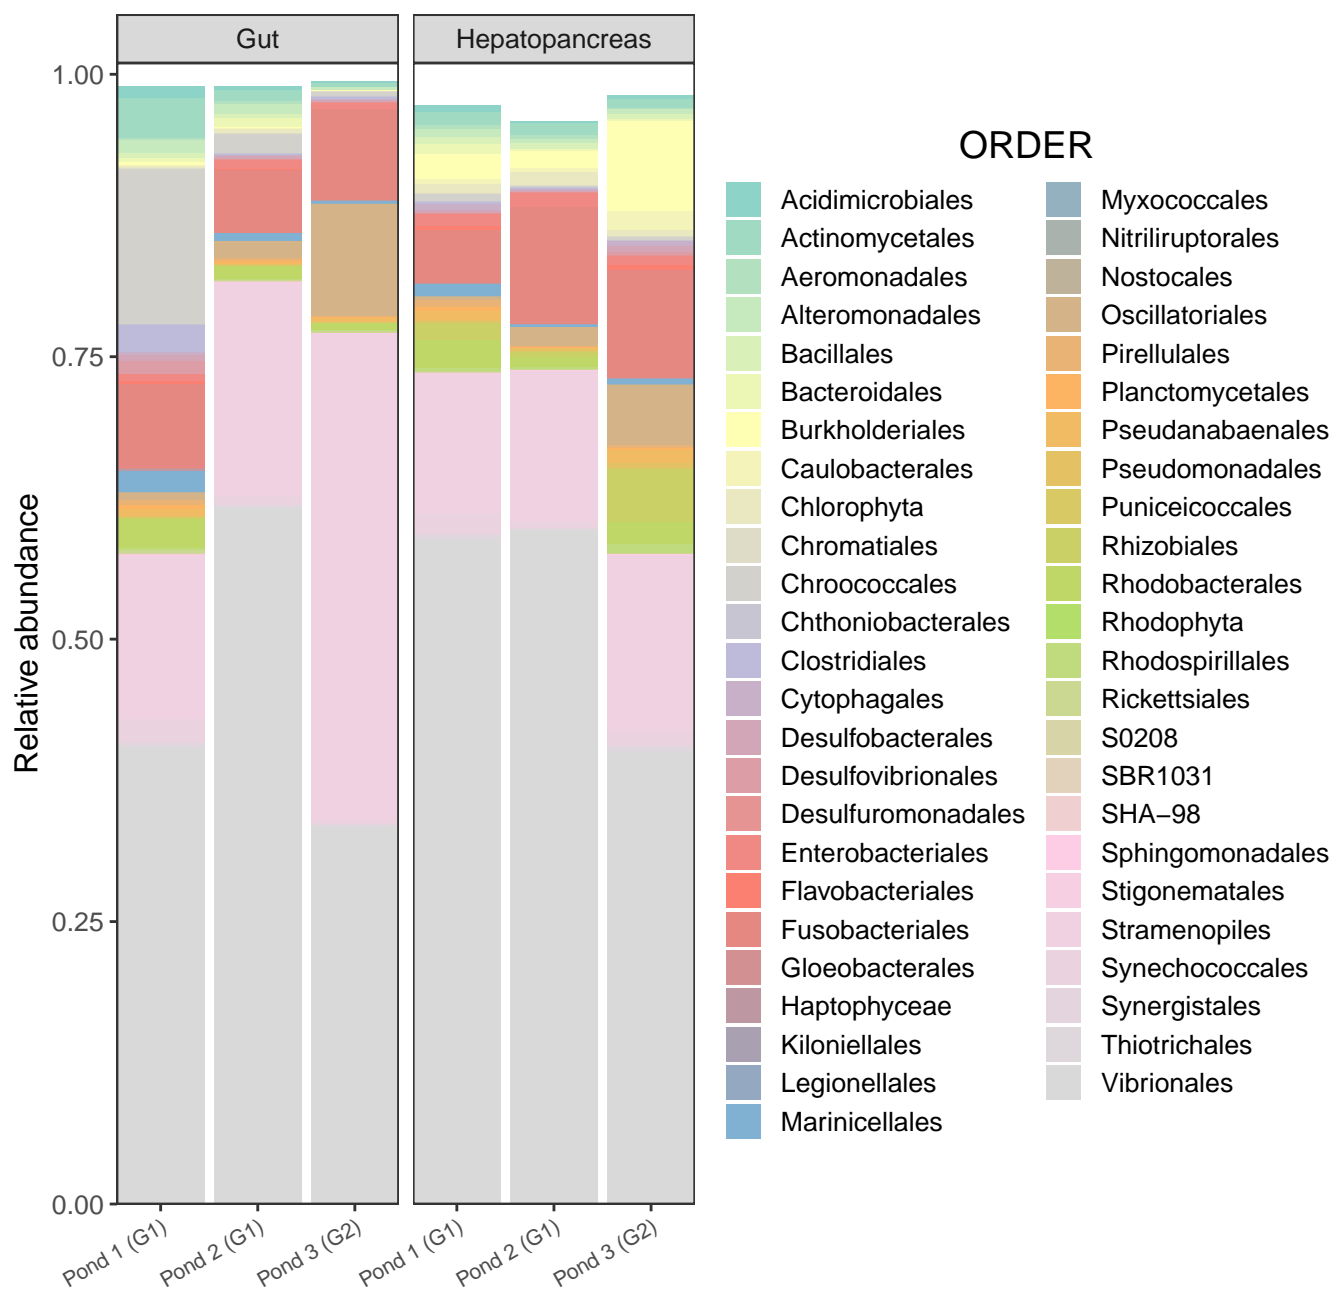 Gut
Hepatopancreas
1.00
0.75
0.50
0.25
0.00
Relative abundance
Pond 1 (G1)
Pond 2 (G1)
Pond 3 (G2)
Pond 1 (G1)
Pond 2 (G1)
Pond 3 (G2)
ORDER
Acidimicrobiales
Actinomycetales
Aeromonadales
Alteromonadales
Bacillales
Bacteroidales
Burkholderiales
Caulobacterales
Chlorophyta
Chromatiales
Chroococcales
Chthoniobacterales
Clostridiales
Cytophagales
Desulfobacterales
Desulfovibrionales
Desulfuromonadales
Enterobacteriales
Flavobacteriales
Fusobacteriales
Gloeobacterales
Haptophyceae
Kiloniellales
Legionellales
Marinicellales
Myxococcales
Nitriliruptorales
Nostocales
Oscillatoriales
Pirellulales
Planctomycetales
Pseudanabaenales
Pseudomonadales
Puniceicoccales
Rhizobiales
Rhodobacterales
Rhodophyta
Rhodospirillales
Rickettsiales
S0208
SBR1031
SHA−98
Sphingomonadales
Stigonematales
Stramenopiles
Synechococcales
Synergistales
Thiotrichales
Vibrionales